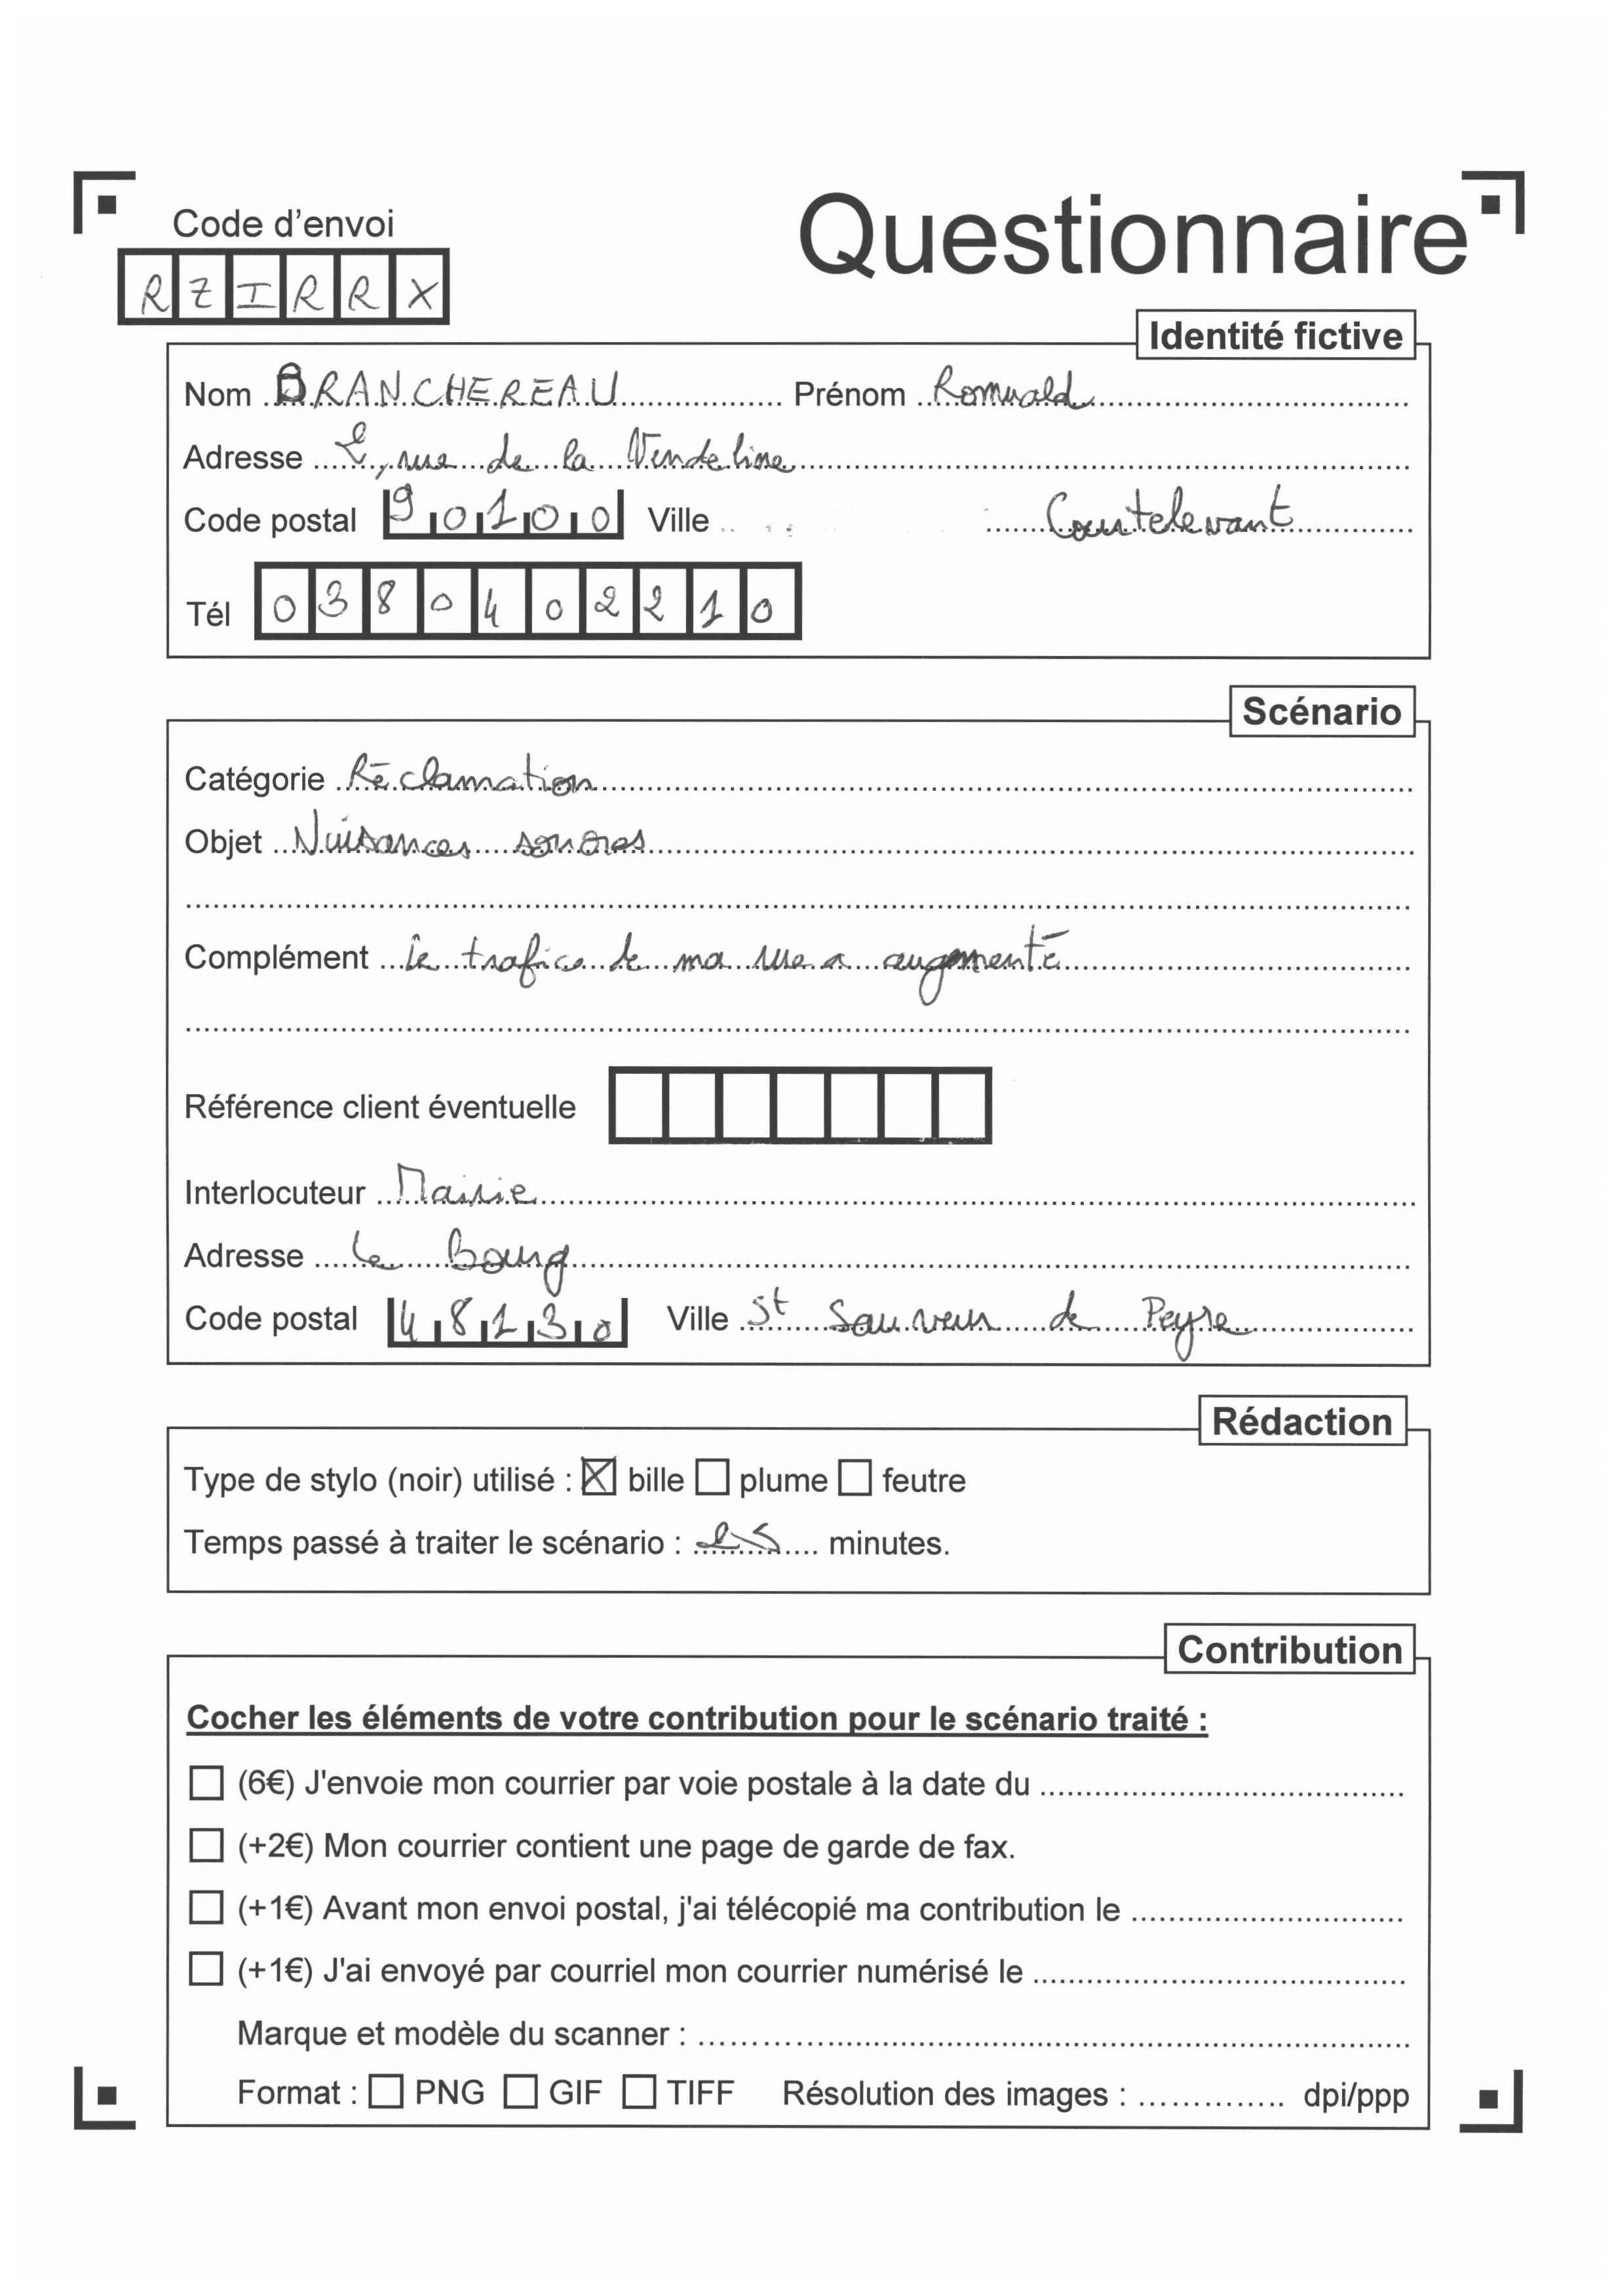 Code d'envoi
Questionnaire
RZIRRX
Identité fictive
Nom BRANCHEREAU Prénom Romuald
Adresse 2, rue de la Vendeline
Code postal 90100 Ville Courtelevant
Tél 0380402210
Scénario
Catégorie Réclamation
Objet Nuisances sonores
Complément Le trafic de ma rue a augmenté
Référence client éventuelle
Interlocuteur Mairie
Adresse Le Bourg
Code postal 48130 Ville St Sauveur de Peyre
Rédaction
Type de stylo (noir) utilisé : ☒ bille ☐ plume ☐ feutre
Temps passé à traiter le scénario : 25 minutes.
Contribution
Cocher les éléments de votre contribution pour le scénario traité :
☐ (6€) J'envoie mon courrier par voie postale à la date du
☐ (+2€) Mon courrier contient une page de garde de fax.
☐ (+1€) Avant mon envoi postal, j'ai télécopié ma contribution le
☐ (+1€) J'ai envoyé par courriel mon courrier numérisé le
Marque et modèle du scanner :
Format : ☐ PNG ☐ GIF ☐ TIFF Résolution des images : dpi/ppp